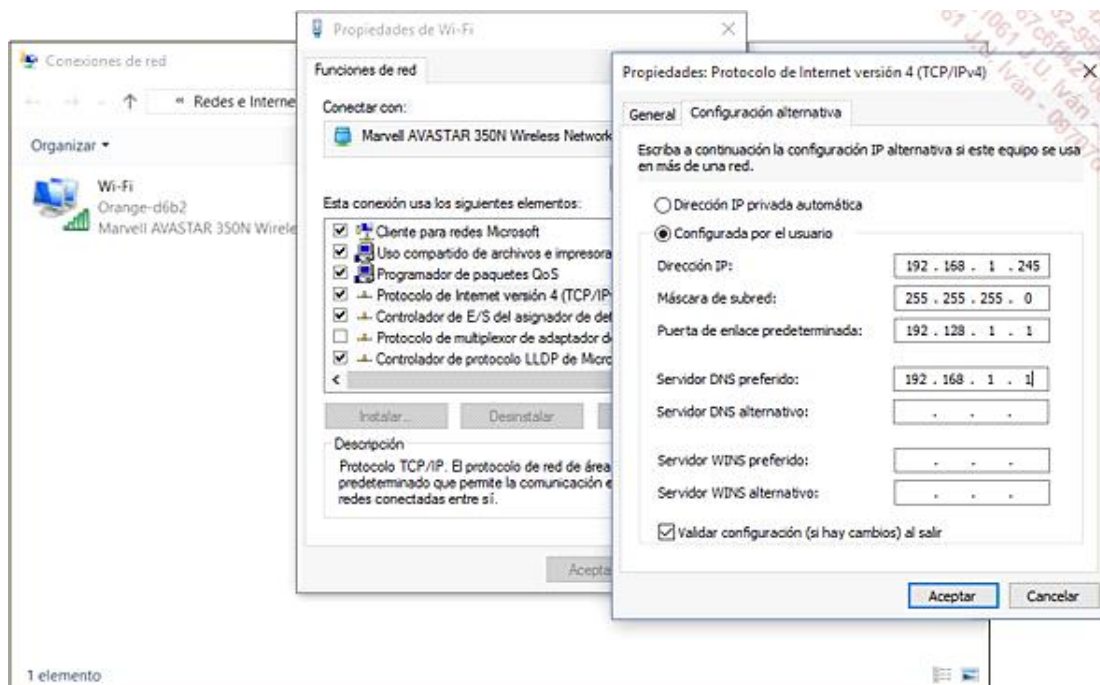 Conexiones de red
Redes e Interne
Organizar
Wi-Fi
Orange-d6b2
Marvell AVASTAR 350N Wirele
1 elemento
Propiedades de Wi-Fi
Funciones de red
Conectar con:
Marvell AVASTAR 350N Wireless Network
Esta conexión usa los siguientes elementos:
Cliente para redes Microsoft
Uso compartido de archivos e impresora
Programador de paquetes QoS
Protocolo de Internet versión 4 (TCP/IP
Controlador de E/S del asignador de det
Protocolo de multiplexor de adaptador d
Controlador de protocolo LLDP de Micro
Instalar...
Desinstalar
Descripción
Protocolo TCP/IP. El protocolo de red de área
predeterminado que permite la comunicación e
redes conectadas entre sí.
Acepta
Propiedades: Protocolo de Internet versión 4 (TCP/IPv4)
General
Configuración alternativa
Escriba a continuación la configuración IP alternativa si este equipo se usa
en más de una red.
Dirección IP privada automática
Configurada por el usuario
Dirección IP: 192 . 168 . 1 . 245
Máscara de subred: 255 . 255 . 255 . 0
Puerta de enlace predeterminada: 192 . 128 . 1 . 1
Servidor DNS preferido: 192 . 168 . 1 . 1
Servidor DNS alternativo: . . .
Servidor WINS preferido: . . .
Servidor WINS alternativo: . . .
Validar configuración (si hay cambios) al salir
Aceptar
Cancelar